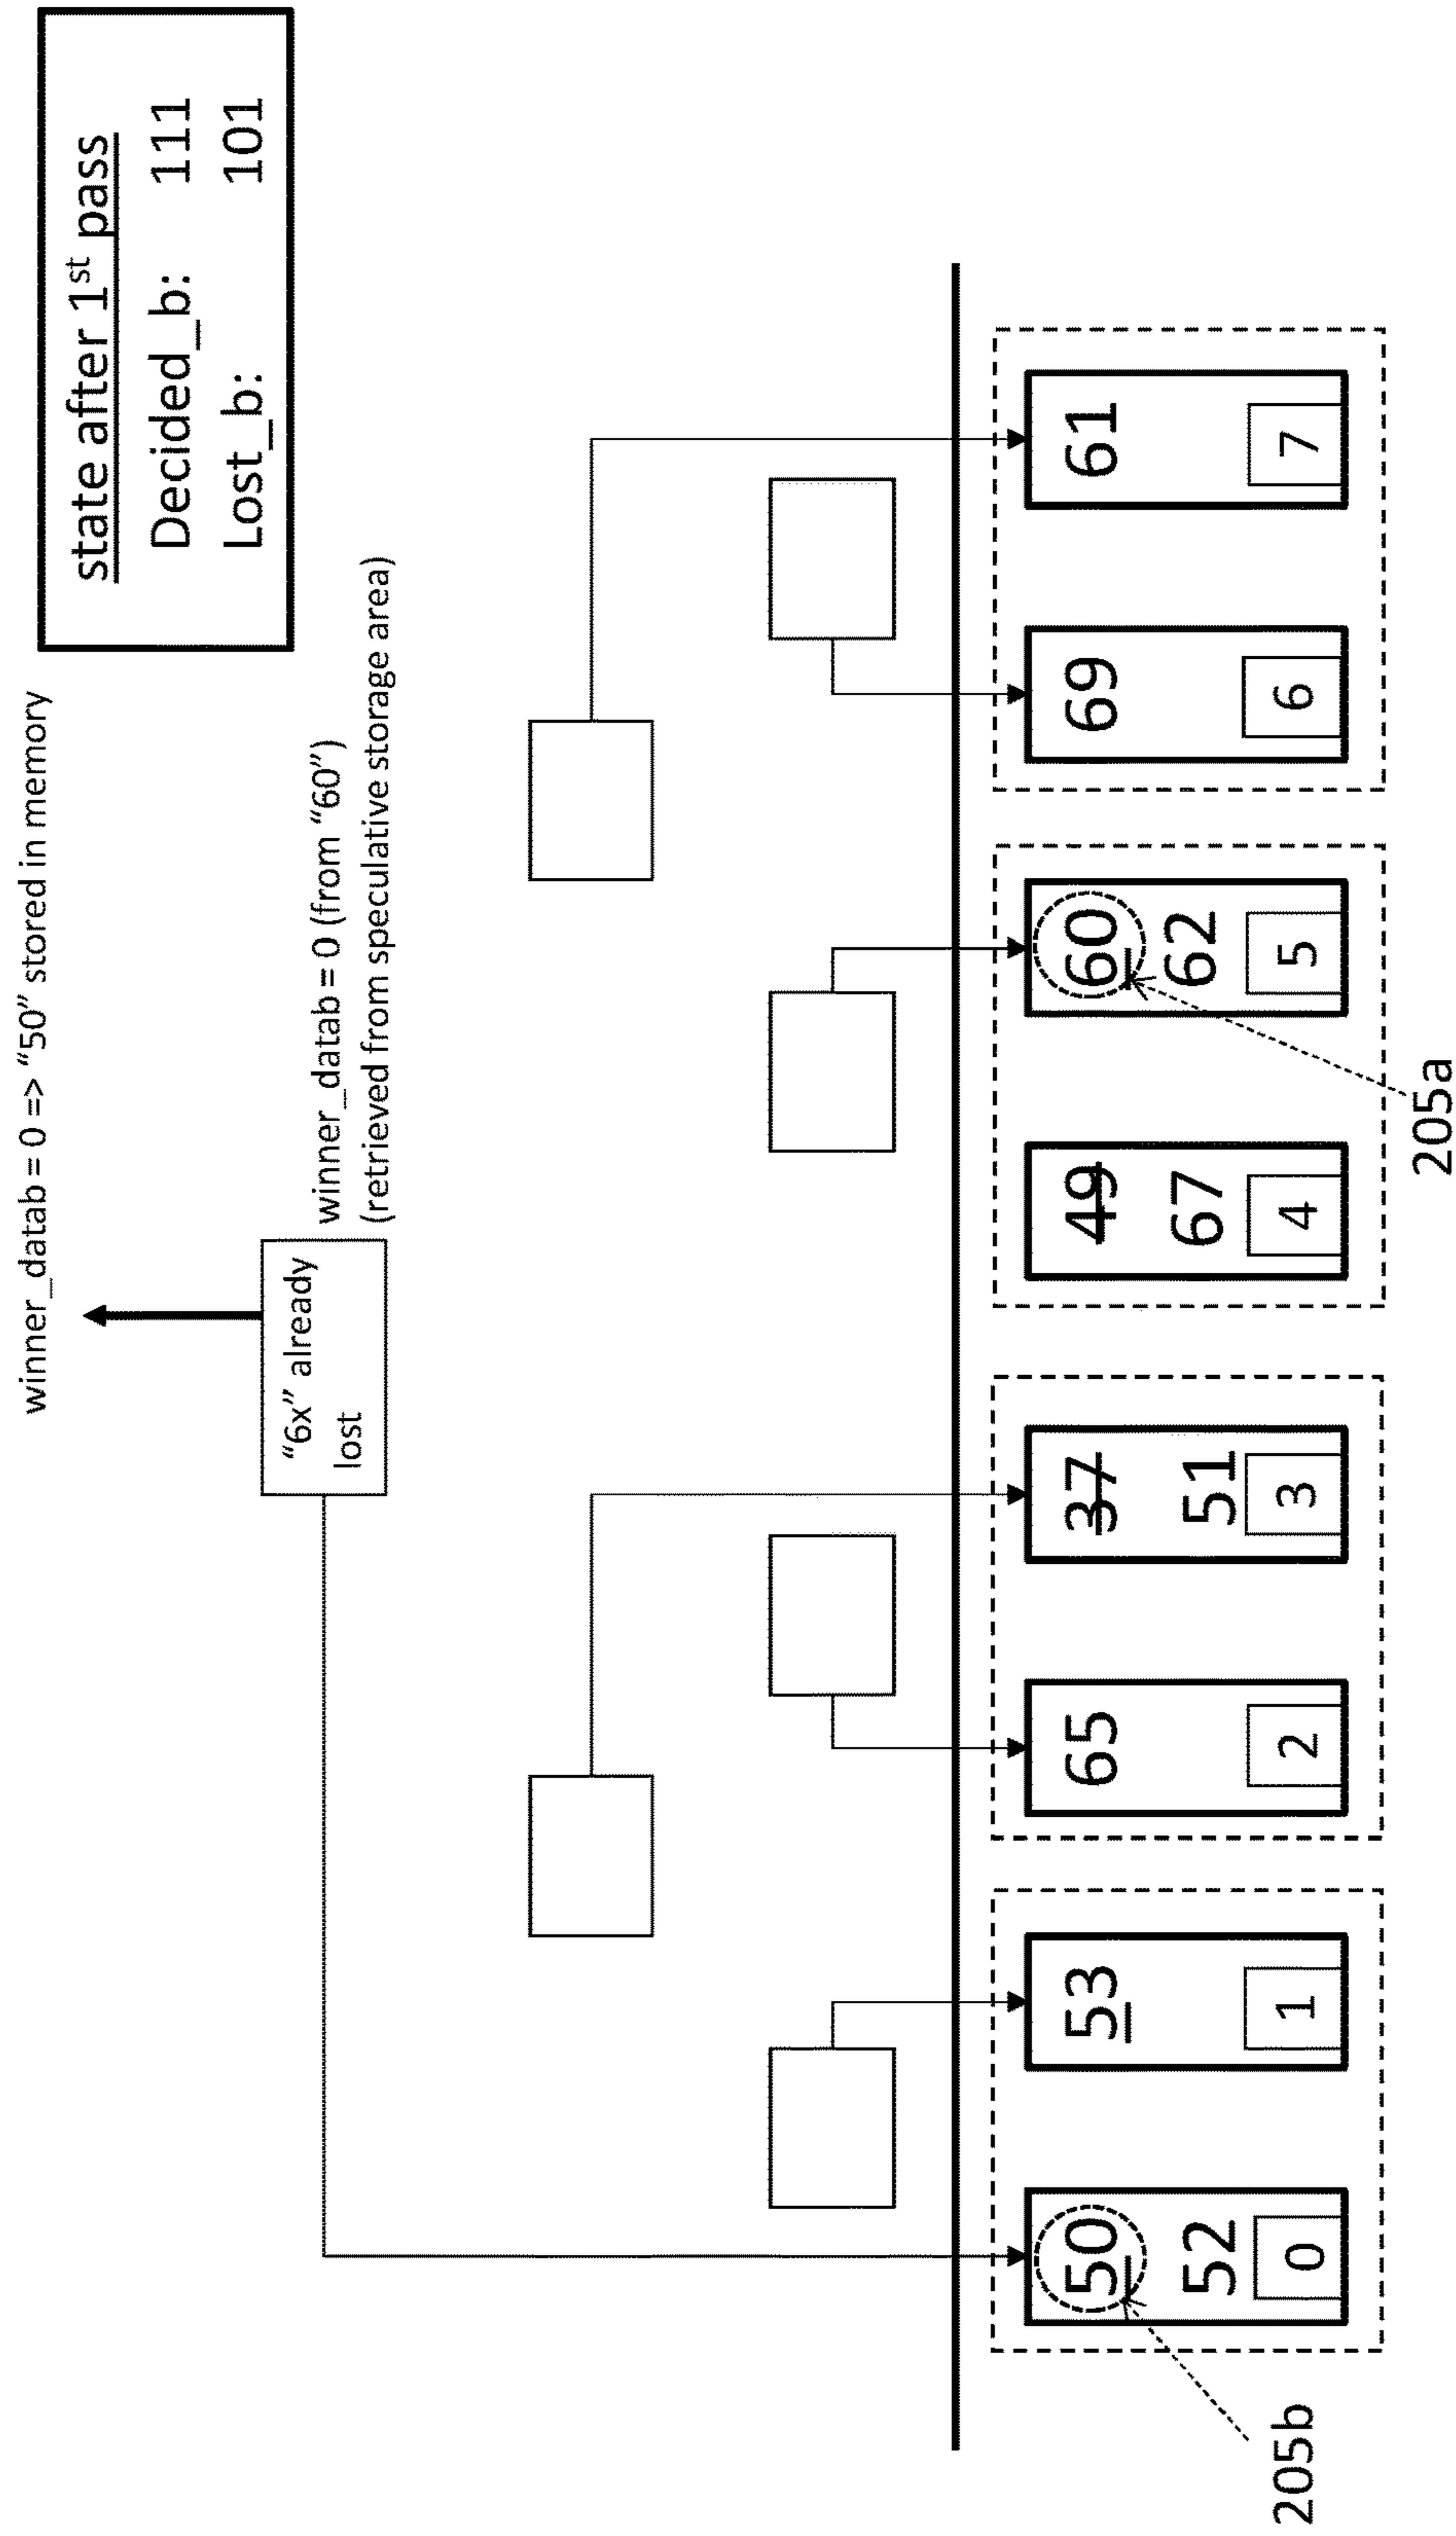 winner_datab = 0 => “50” stored in memory
state after 1st pass
Decided_b: 111
Lost_b: 101
“6x” already
lost
winner_datab = 0 (from “60”)
(retrieved from speculative storage area)
50 53 65 37 49 60 69 61
52 51 67 62
0 1 2 3 4 5 6 7
205b 205a